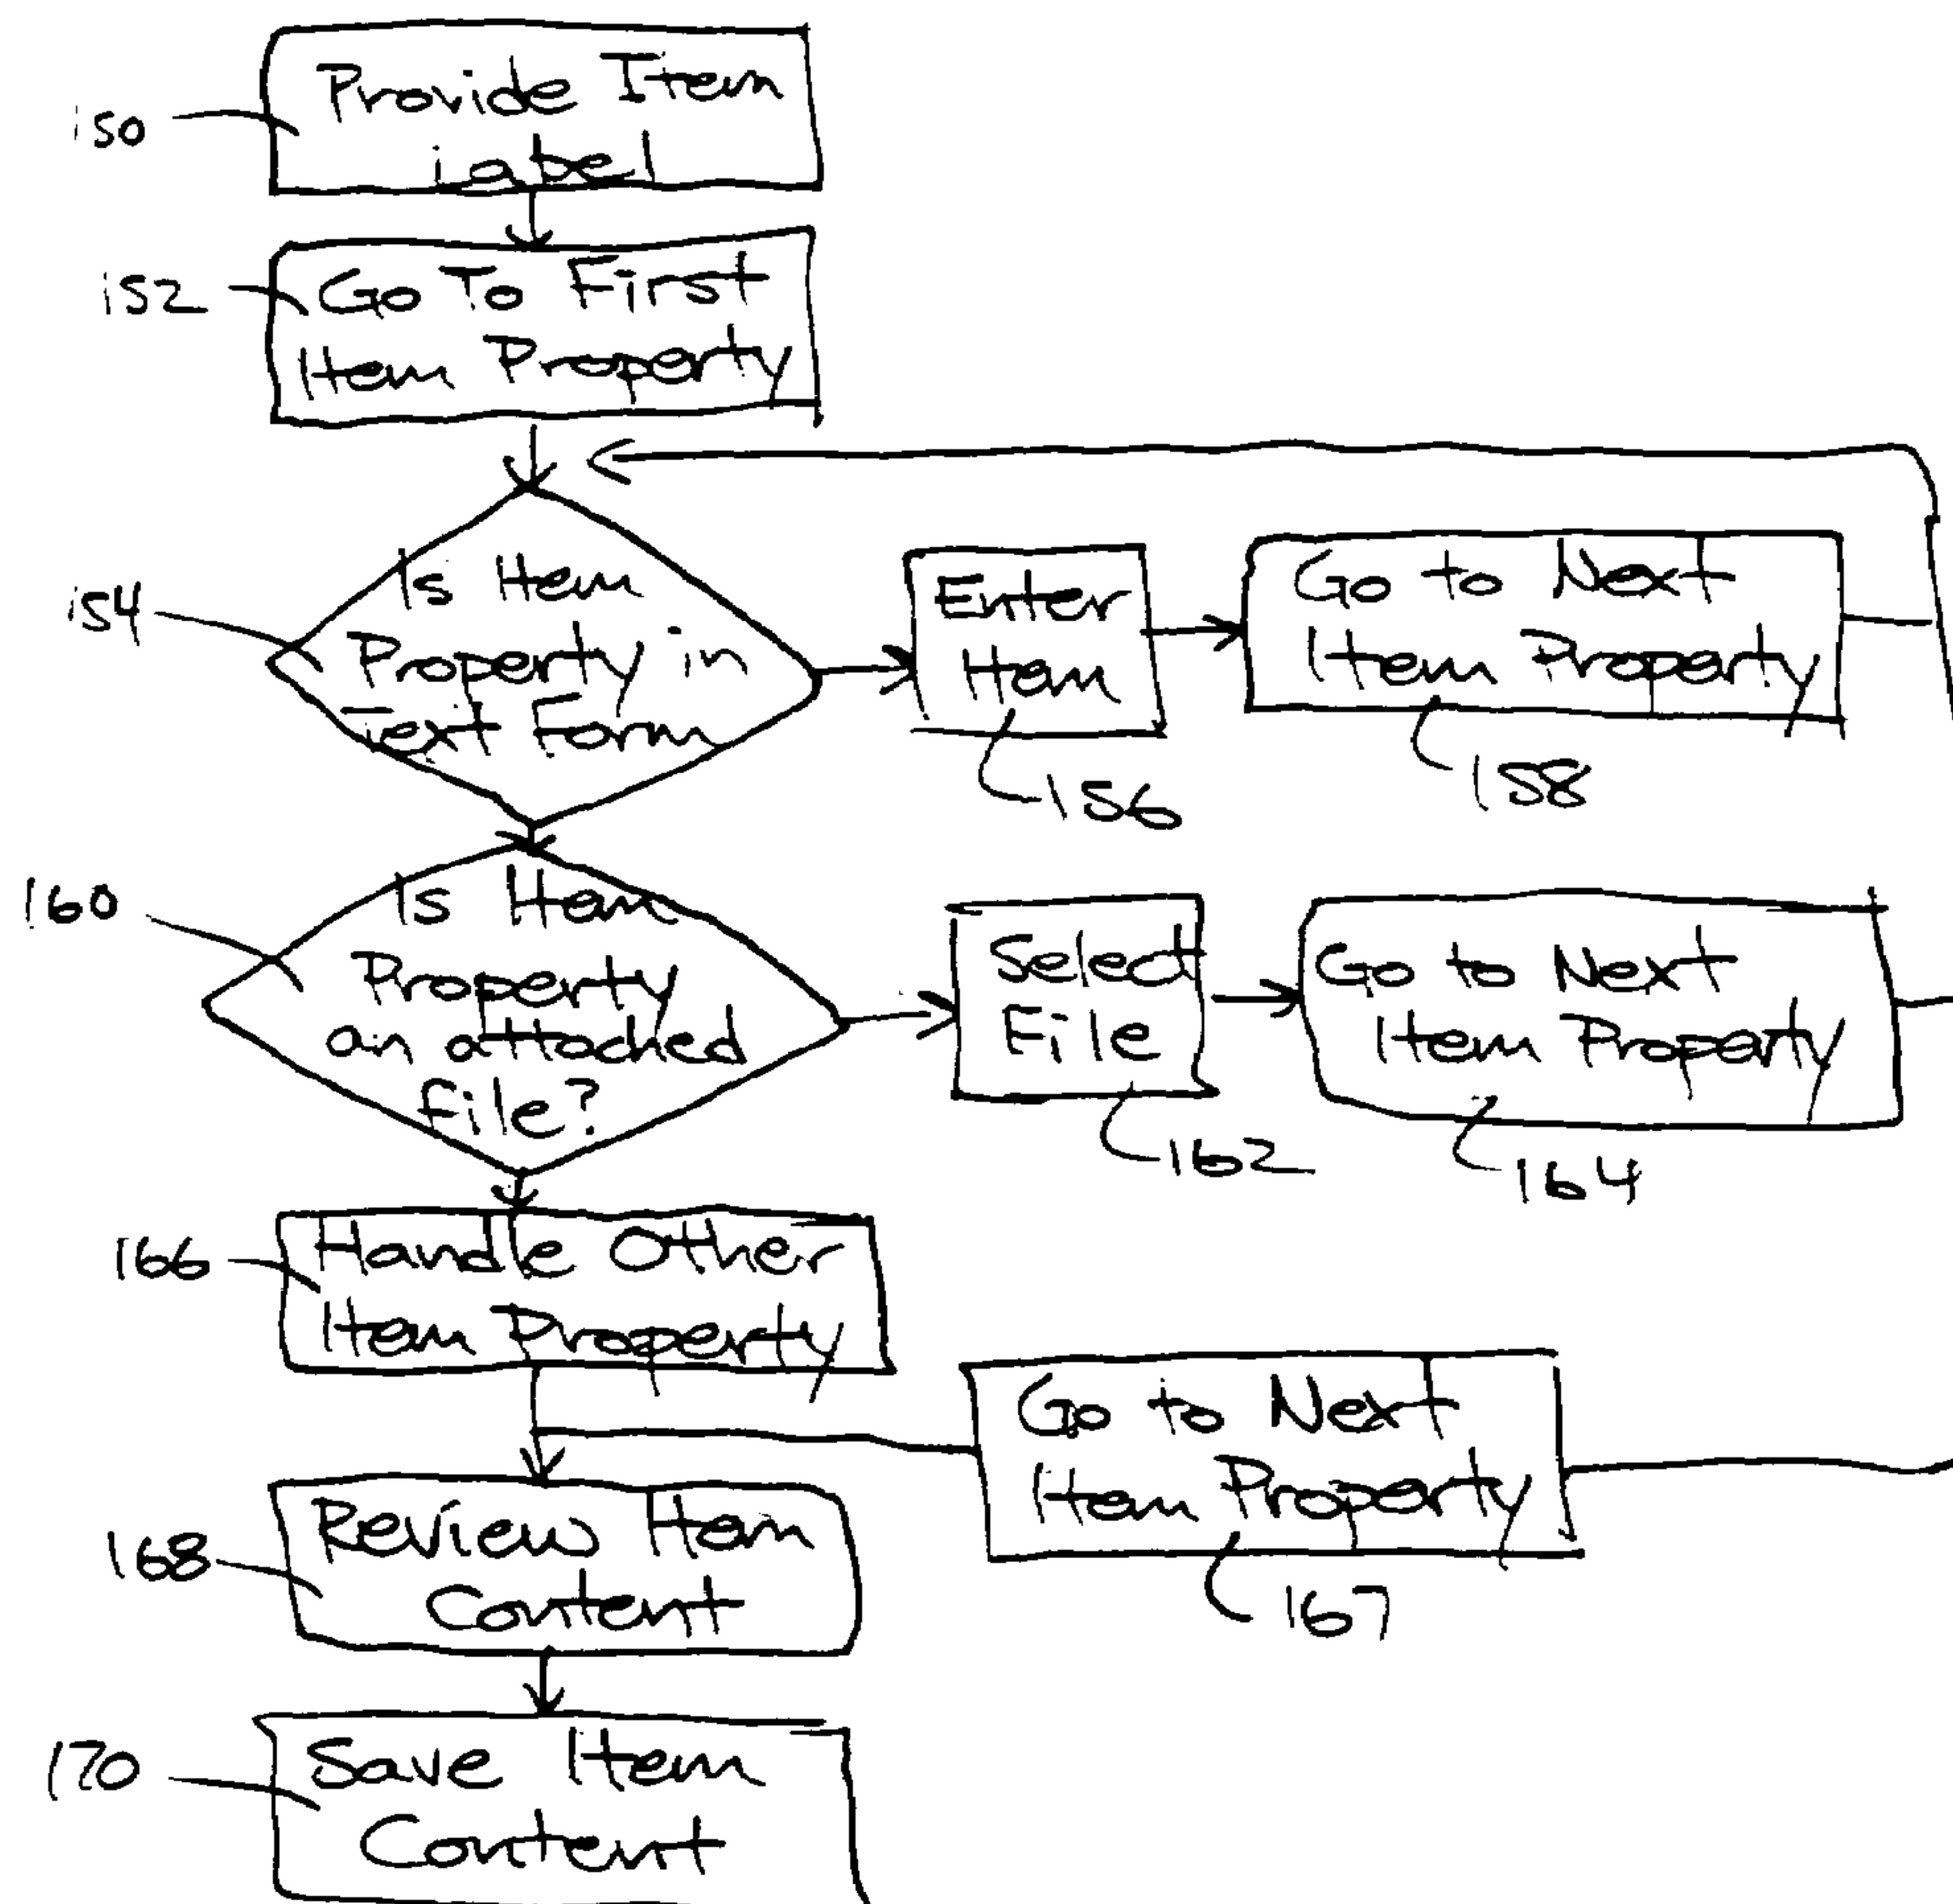 150
Provide Item
Label
152
Go To First
Item Property
154
Is Item
Property in
Text Form
Enter
Item
156
Go to Next
Item Property
158
160
Is Item
Property
an attached
file?
Select
File
162
Go to Next
Item Property
164
166
Handle Other
Item Property
Go to Next
Item Property
167
168
Review Item
Content
170
Save Item
Content